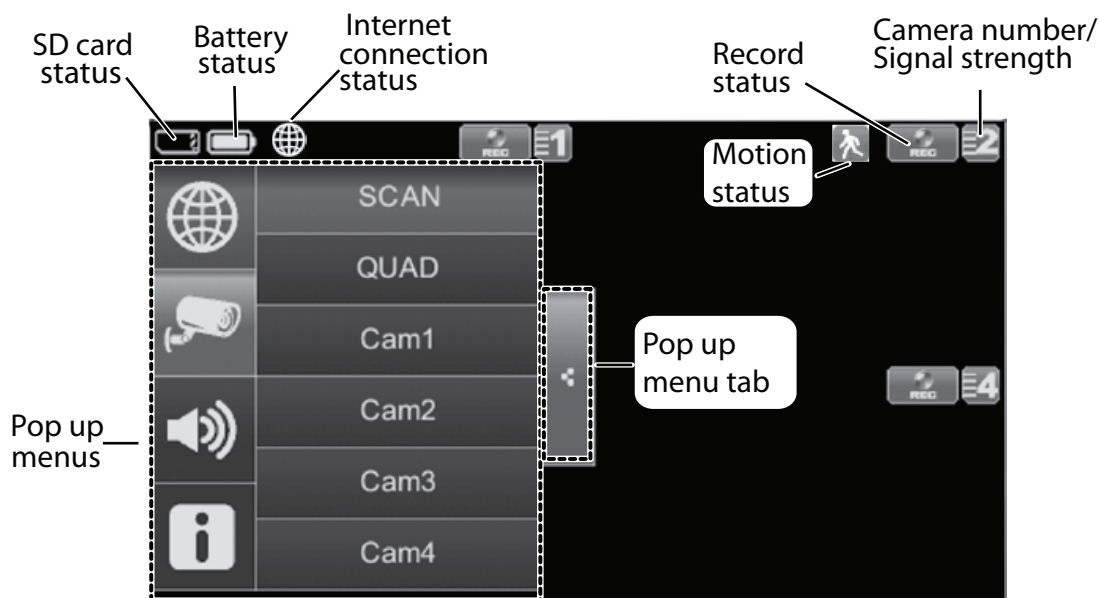 SD card
status
Battery
status
Internet
connection
status
Record
status
Camera number/
Signal strength
REC
1
Motion
status
REC
2
SCAN
QUAD
Cam1
Cam2
Cam3
Cam4
Pop up
menu tab
REC
4
Pop up
menus
i